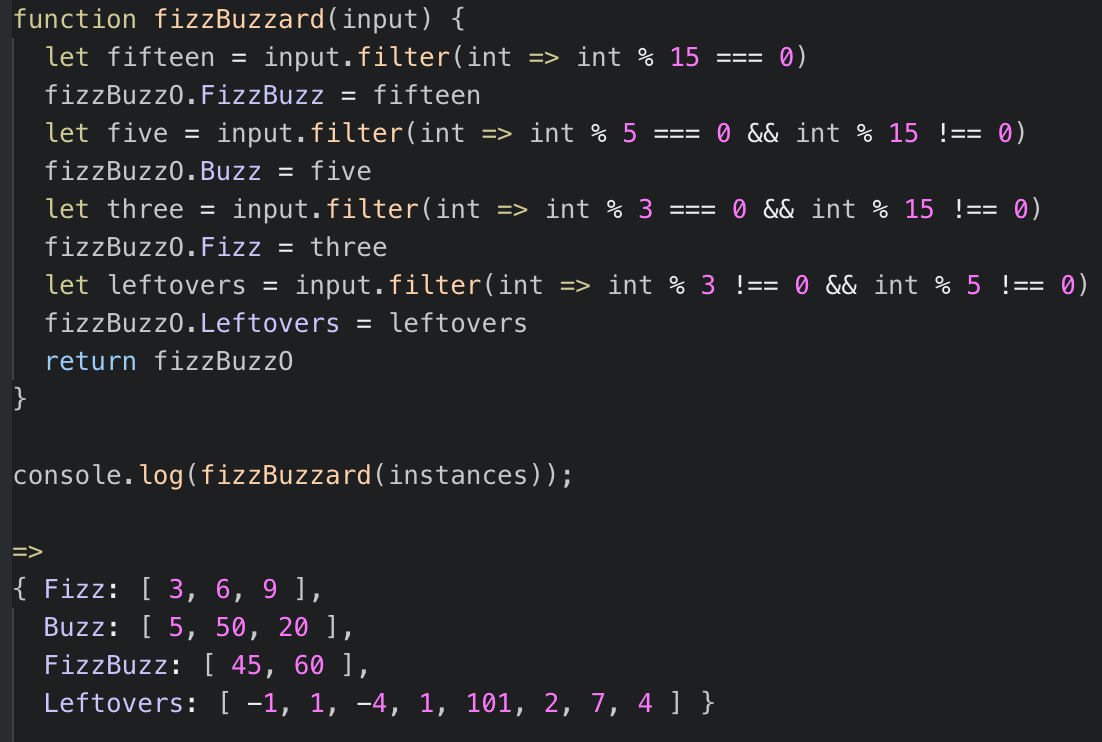 function fizzBuzzard(input) {
  let fifteen = input.filter(int => int % 15 === 0)
  fizzBuzzO.FizzBuzz = fifteen
  let five = input.filter(int => int % 5 === 0 && int % 15 !== 0)
  fizzBuzzO.Buzz = five
  let three = input.filter(int => int % 3 === 0 && int % 15 !== 0)
  fizzBuzzO.Fizz = three
  let leftovers = input.filter(int => int % 3 !== 0 && int % 5 !== 0)
  fizzBuzzO.Leftovers = leftovers
  return fizzBuzzO
}
console.log(fizzBuzzard(instances));
=>
{ Fizz: [ 3, 6, 9 ],
  Buzz: [ 5, 50, 20 ],
  FizzBuzz: [ 45, 60 ],
  Leftovers: [ -1, 1, -4, 1, 101, 2, 7, 4 ] }